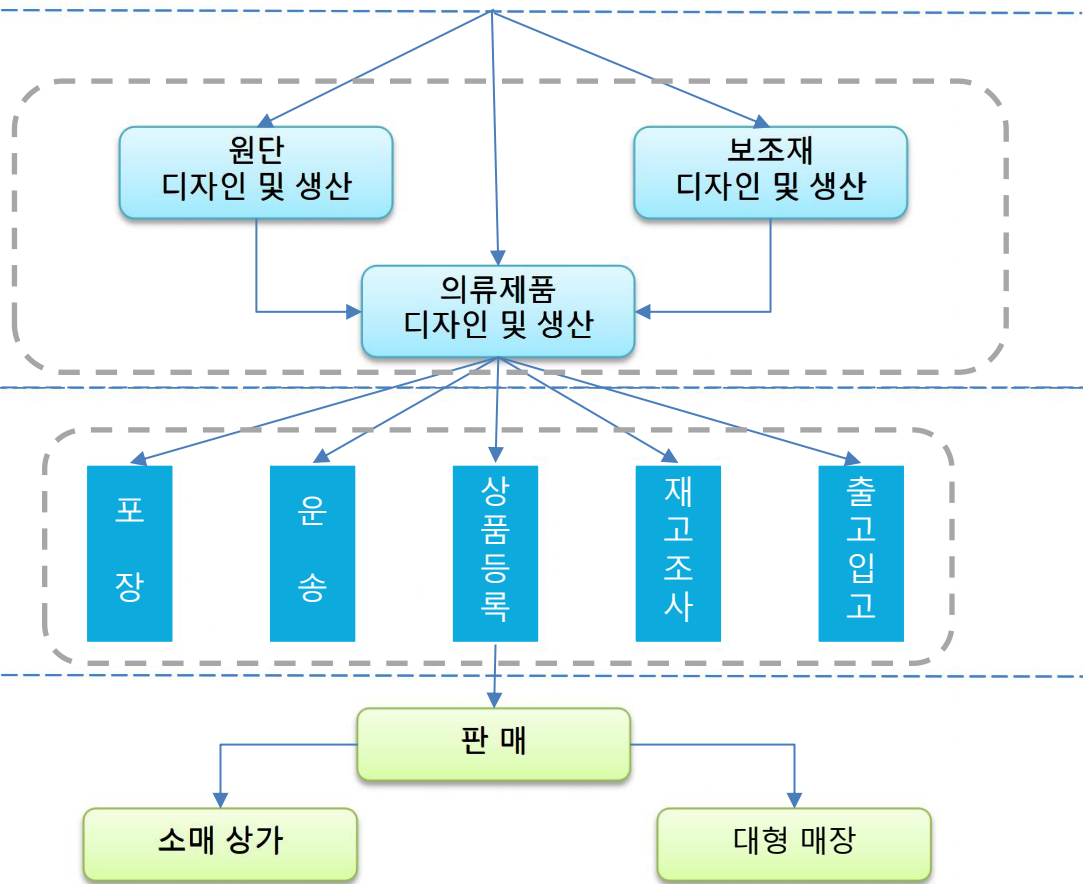 원단
디자인 및 생산
보조재
디자인 및 생산
의류제품
디자인 및 생산
포
장
운
송
상
품
등
록
재
고
조
사
출
고
입
고
판 매
소매 상가
대형 매장